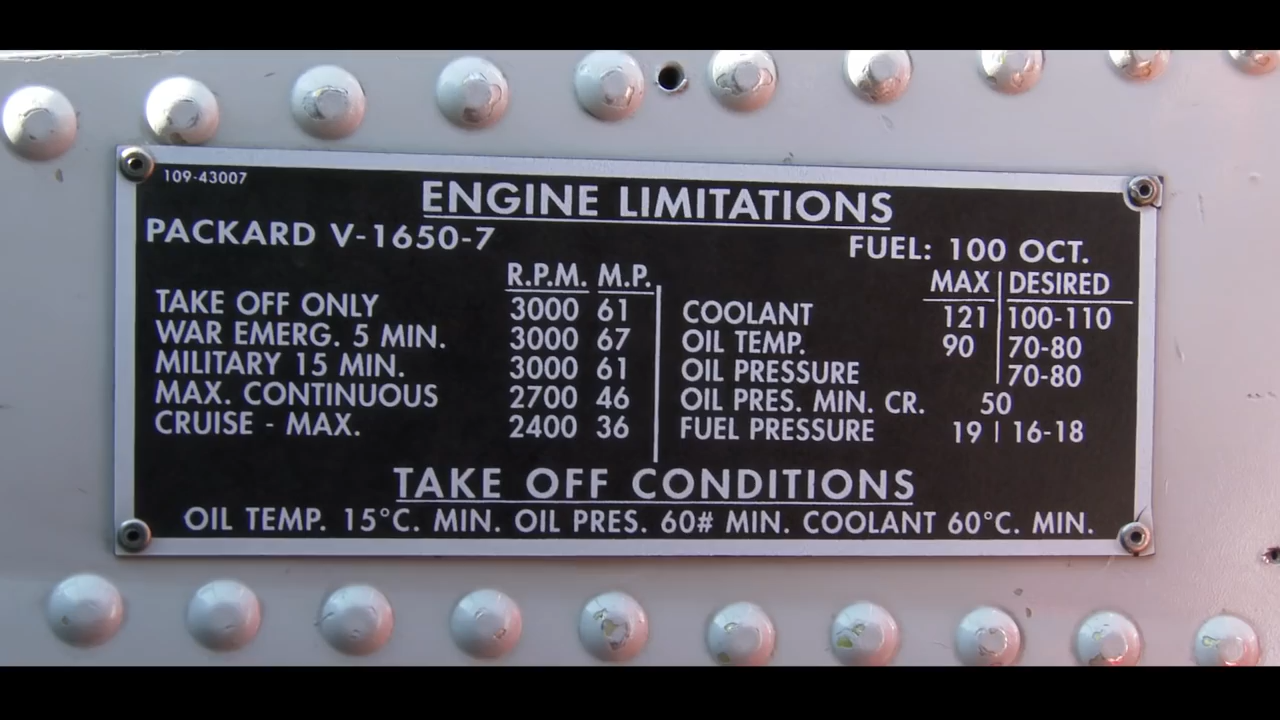 109-43007
ENGINE LIMITATIONS
PACKARD V-1650-7
FUEL: 100 OCT.
R.P.M. M.P.
TAKE OFF ONLY 3000 61
WAR EMERG. 5 MIN. 3000 67
MILITARY 15 MIN. 3000 61
MAX. CONTINUOUS 2700 46
CRUISE - MAX. 2400 36
MAX DESIRED
COOLANT 121 100-110
OIL TEMP. 90 70-80
OIL PRESSURE 70-80
OIL PRES. MIN. CR. 50
FUEL PRESSURE 19 | 16-18
TAKE OFF CONDITIONS
OIL TEMP. 15°C. MIN. OIL PRES. 60# MIN. COOLANT 60°C. MIN.